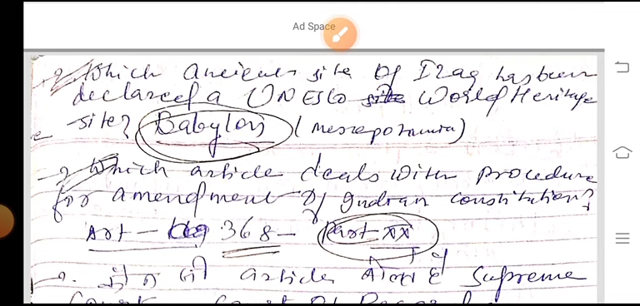 Ad Space
Which ancient site of Iraq has been
declared a UNESCO World Heritage
site? Babylon (Mesopotamia)
Which article deals with procedure
for amendment of Indian constitution?
Art - 368 - Part-XX
article Supreme